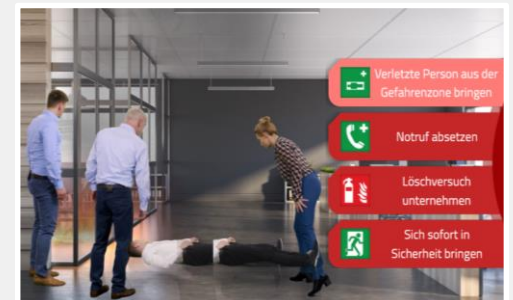 Verletzte Person aus der
Gefahrenzone bringen
Notruf absetzen
Löschversuch
unternehmen
Sich sofort in
Sicherheit bringen